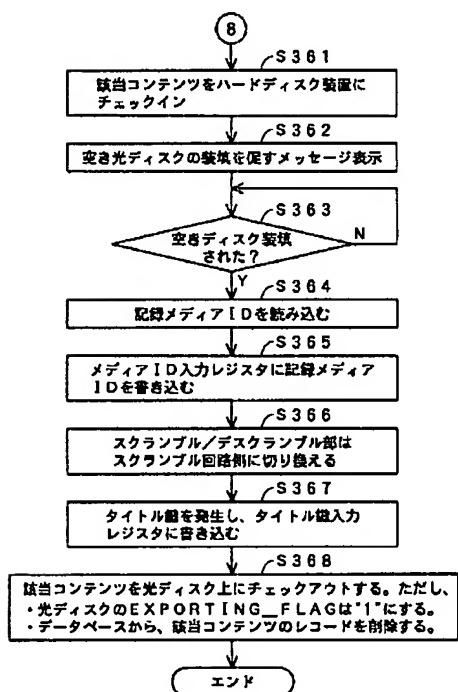 8
S361
該当コンテンツをハードディスク装置に
チェックイン
S362
空き光ディスクの装填を促すメッセージ表示
S363
空きディスク装填
された?
N
Y
S364
記録メディアIDを読み込む
S365
メディアID入力レジスタに記録メディア
IDを書き込む
S366
スクランブル/デスクランブル部は
スクランブル回路側に切り換える
S367
タイトル鍵を発生し、タイトル鍵入力
レジスタに書き込む
S368
該当コンテンツを光ディスク上にチェックアウトする。ただし、
・光ディスクのEXPORTING__FLAGは"1"にする。
・データベースから、該当コンテンツのレコードを削除する。
エンド